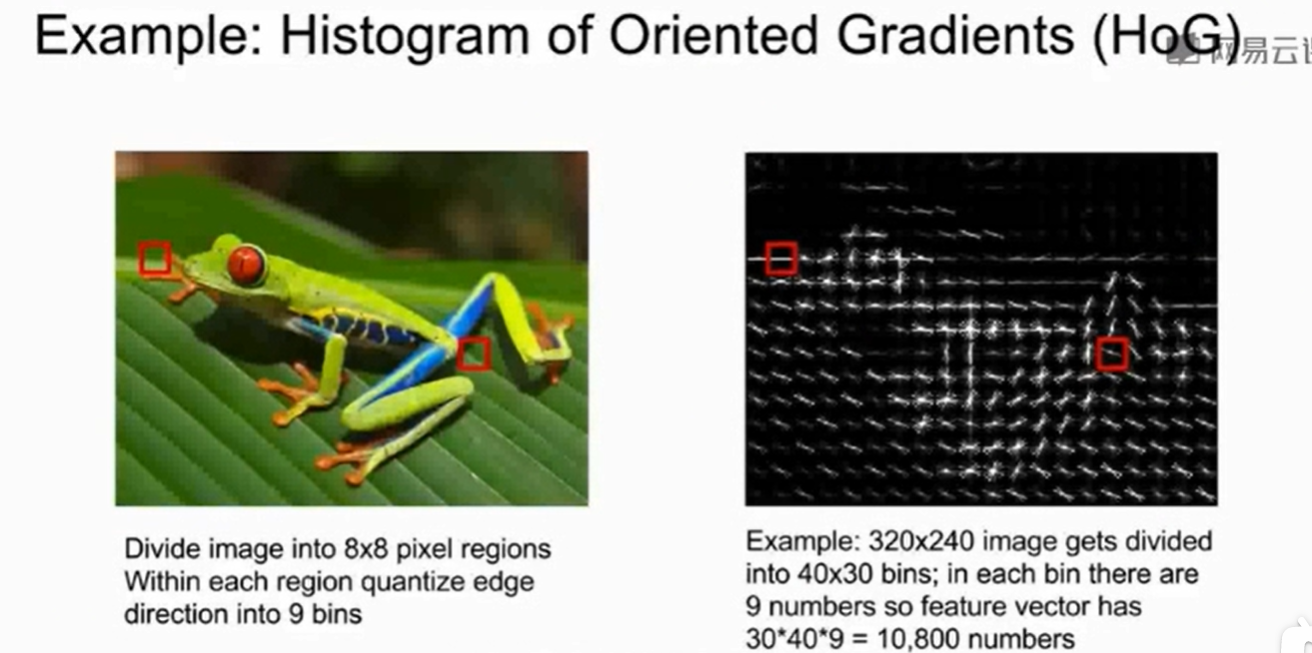 Example: Histogram of Oriented Gradients (HoG)
网易云课
Divide image into 8x8 pixel regions
Within each region quantize edge
direction into 9 bins
Example: 320x240 image gets divided
into 40x30 bins; in each bin there are
9 numbers so feature vector has
30*40*9 = 10,800 numbers